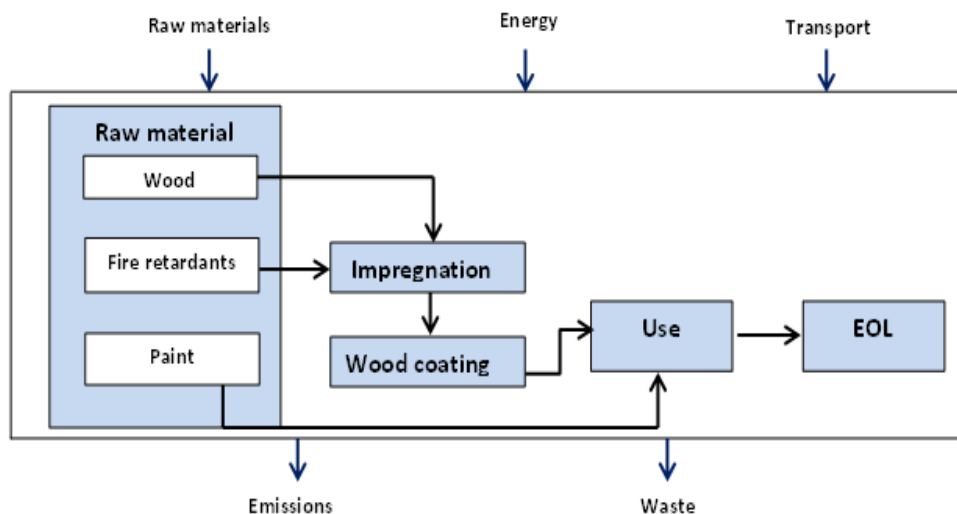 Raw materials
Energy
Transport
Raw material
Wood
Fire retardants
Impregnation
Paint
Wood coating
Use
EOL
Emissions
Waste